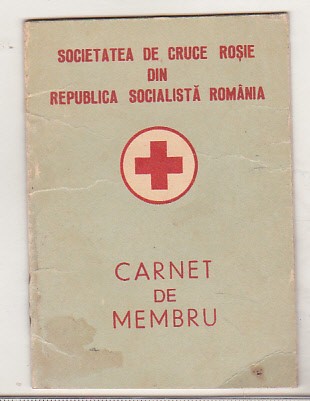 SOCIETATEA DE CRUCE ROȘIE
DIN
REPUBLICA SOCIALISTĂ ROMÂNIA
CARNET
DE
MEMBRU